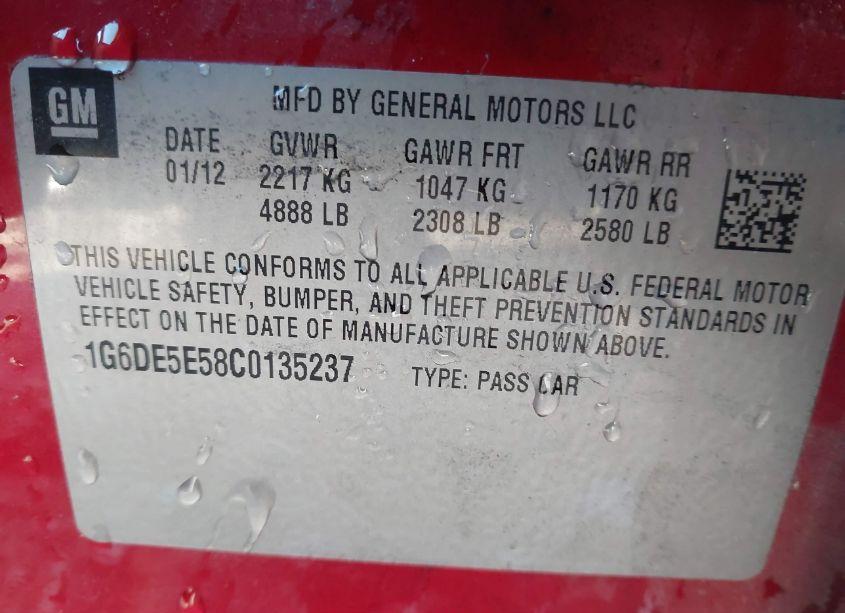 GM
MFD BY GENERAL MOTORS LLC
DATE GVWR GAWR FRT GAWR RR
01/12 2217 KG 1047 KG 1170 KG
4888 LB 2308 LB 2580 LB
THIS VEHICLE CONFORMS TO ALL APPLICABLE U.S. FEDERAL MOTOR
VEHICLE SAFETY, BUMPER, AND THEFT PREVENTION STANDARDS IN
EFFECT ON THE DATE OF MANUFACTURE SHOWN ABOVE.
1G6DE5E58C0135237 TYPE: PASS CAR